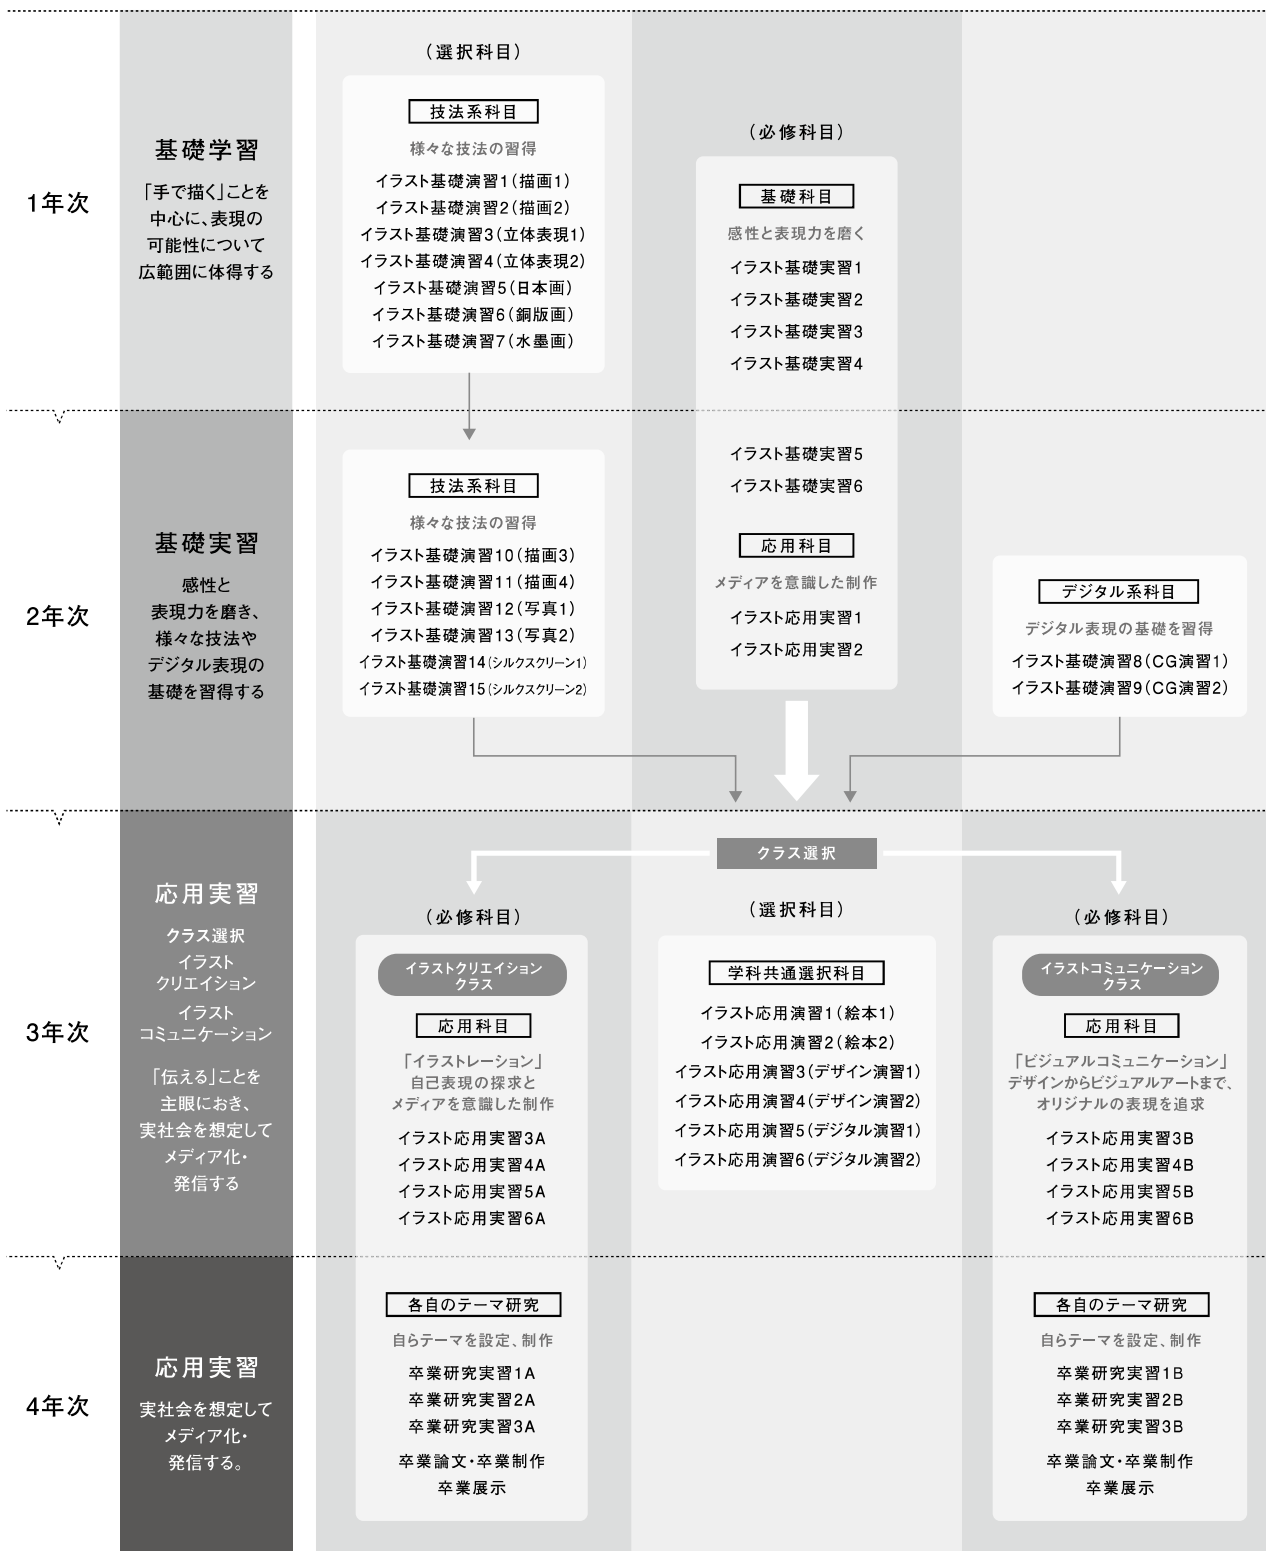 1年次
基礎学習
「手で描く」ことを
中心に、表現の
可能性について
広範囲に体得する
(選択科目)
技法系科目
様々な技法の習得
イラスト基礎演習1(描画1)
イラスト基礎演習2(描画2)
イラスト基礎演習3(立体表現1)
イラスト基礎演習4(立体表現2)
イラスト基礎演習5(日本画)
イラスト基礎演習6(銅版画)
イラスト基礎演習7(水墨画)
(必修科目)
基礎科目
感性と表現力を磨く
イラスト基礎実習1
イラスト基礎実習2
イラスト基礎実習3
イラスト基礎実習4
2年次
基礎実習
感性と
表現力を磨き、
様々な技法や
デジタル表現の
基礎を習得する
技法系科目
様々な技法の習得
イラスト基礎演習10(描画3)
イラスト基礎演習11(描画4)
イラスト基礎演習12(写真1)
イラスト基礎演習13(写真2)
イラスト基礎演習14(シルクスクリーン1)
イラスト基礎演習15(シルクスクリーン2)
イラスト基礎実習5
イラスト基礎実習6
応用科目
メディアを意識した制作
イラスト応用実習1
イラスト応用実習2
デジタル系科目
デジタル表現の基礎を習得
イラスト基礎演習8(CG演習1)
イラスト基礎演習9(CG演習2)
3年次
応用実習
クラス選択
イラスト
クリエイション
イラスト
コミュニケーション
「伝える」ことを
主眼におき、
実社会を想定して
メディア化・
発信する
クラス選択
(必修科目)
イラストクリエイション
クラス
応用科目
「イラストレーション」
自己表現の探求と
メディアを意識した制作
イラスト応用実習3A
イラスト応用実習4A
イラスト応用実習5A
イラスト応用実習6A
(選択科目)
学科共通選択科目
イラスト応用演習1(絵本1)
イラスト応用演習2(絵本2)
イラスト応用演習3(デザイン演習1)
イラスト応用演習4(デザイン演習2)
イラスト応用演習5(デジタル演習1)
イラスト応用演習6(デジタル演習2)
(必修科目)
イラストコミュニケーション
クラス
応用科目
「ビジュアルコミュニケーション」
デザインからビジュアルアートまで、
オリジナルの表現を追求
イラスト応用実習3B
イラスト応用実習4B
イラスト応用実習5B
イラスト応用実習6B
4年次
応用実習
実社会を想定して
メディア化・
発信する。
各自のテーマ研究
自らテーマを設定、制作
卒業研究実習1A
卒業研究実習2A
卒業研究実習3A
卒業論文・卒業制作
卒業展示
各自のテーマ研究
自らテーマを設定、制作
卒業研究実習1B
卒業研究実習2B
卒業研究実習3B
卒業論文・卒業制作
卒業展示